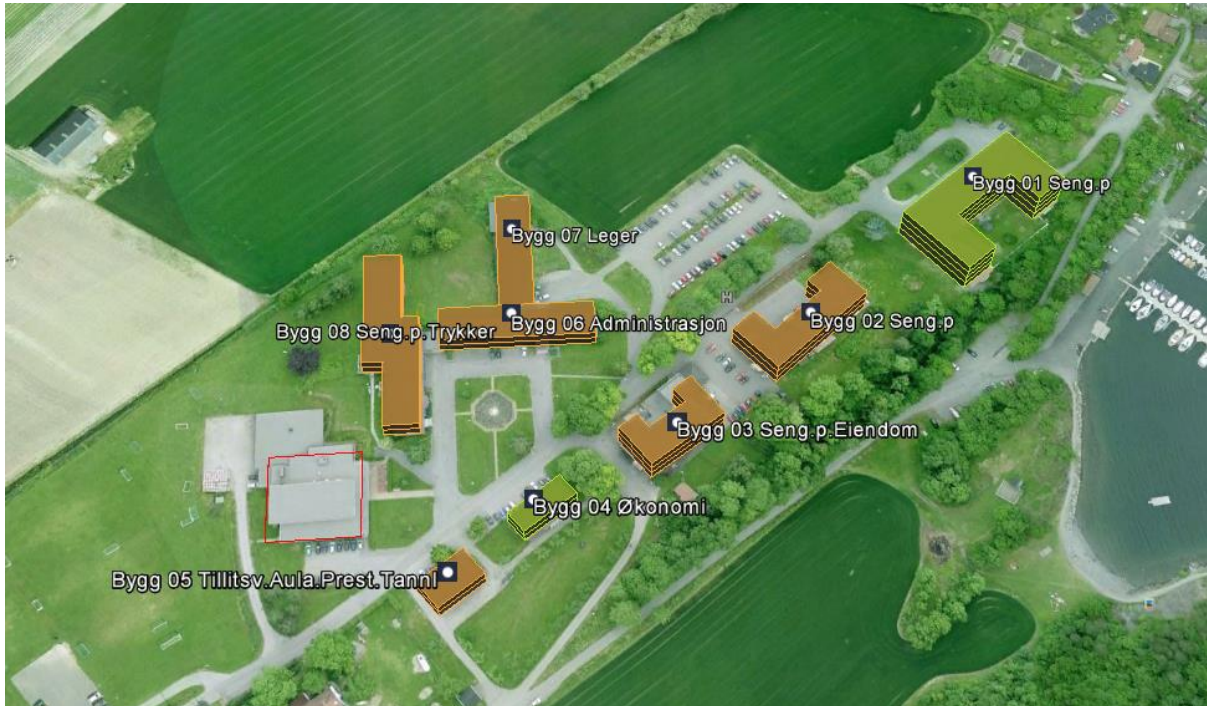 Bygg 01 Seng.p
Bygg 07 Leger
H
Bygg 06 Administrasjon
Bygg 02 Seng.p
Bygg 08 Seng.p.Trykker
Bygg 03 Seng.p.Eiendom
Bygg 04 Økonomi
Bygg 05 Tillitsv.Aula.Prest.Tannl